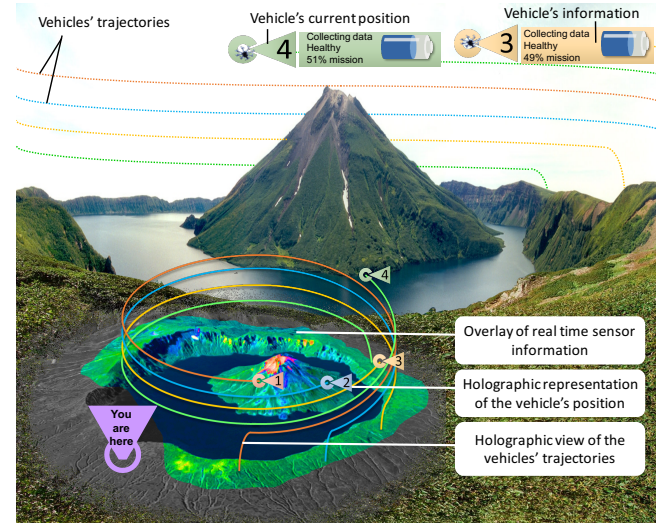 Vehicles' trajectories
Vehicle's current position
Vehicle's information
4
Collecting data
Healthy
51% mission
3
Collecting data
Healthy
49% mission
4
3
1
2
Overlay of real time sensor
information
Holographic representation
of the vehicle's position
Holographic view of the
vehicles' trajectories
You
are
here